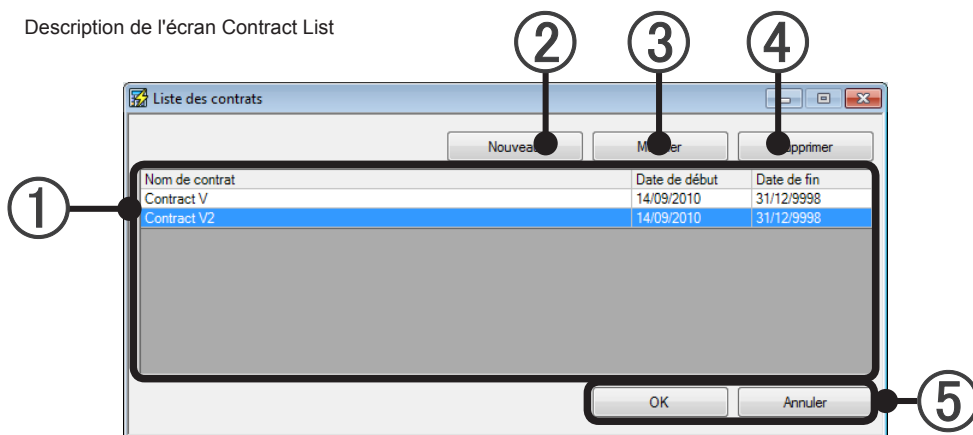 Description de l'écran Contract List
② ③ ④
Liste des contrats
①
Nom de contrat Date de début Date de fin
Contract V 14/09/2010 31/12/9998
Contract V2 14/09/2010 31/12/9998
OK Annuler
⑤